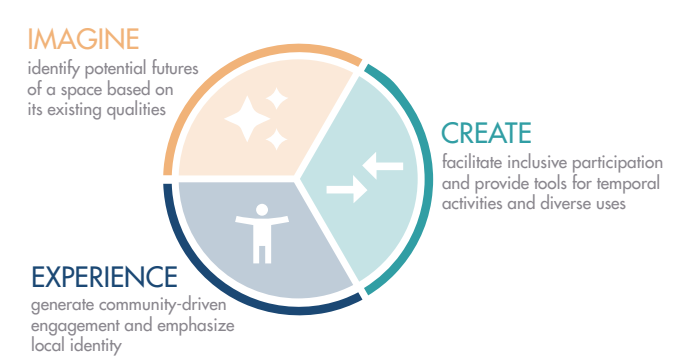 IMAGINE
identify potential futures
of a space based on
its existing qualities
CREATE
facilitate inclusive participation
and provide tools for temporal
activities and diverse uses
EXPERIENCE
generate community-driven
engagement and emphasize
local identity